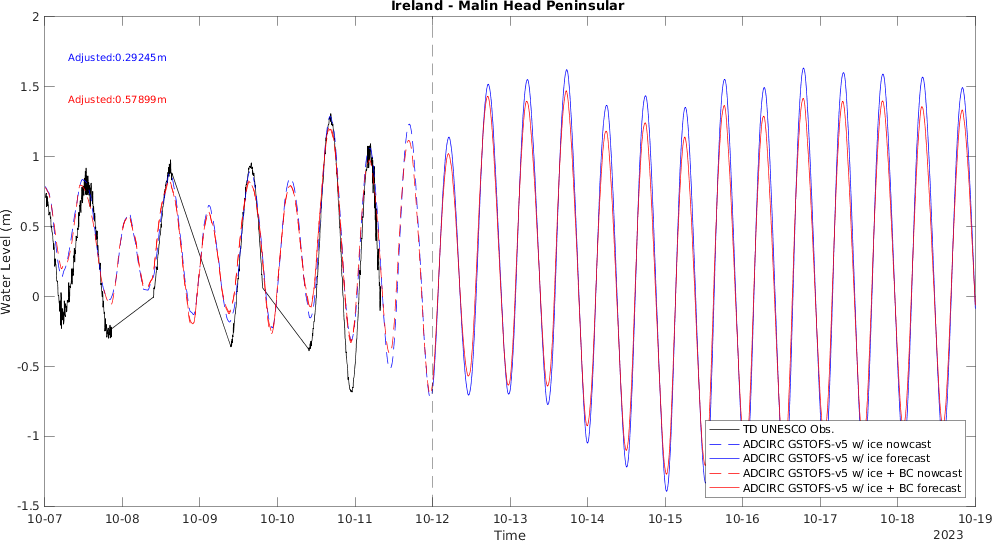 Ireland - Malin Head Peninsular
2
1.5
1
0.5
0
-0.5
-1
-1.5
Water Level (m)
Adjusted:0.29245m
Adjusted:0.57899m
TD UNESCO Obs.
ADCIRC GSTOFS-v5 w/ ice nowcast
ADCIRC GSTOFS-v5 w/ ice forecast
ADCIRC GSTOFS-v5 w/ ice + BC nowcast
ADCIRC GSTOFS-v5 w/ ice + BC forecast
10-07 10-08 10-09 10-10 10-11 10-12 10-13 10-14 10-15 10-16 10-17 10-18 10-19
Time
2023